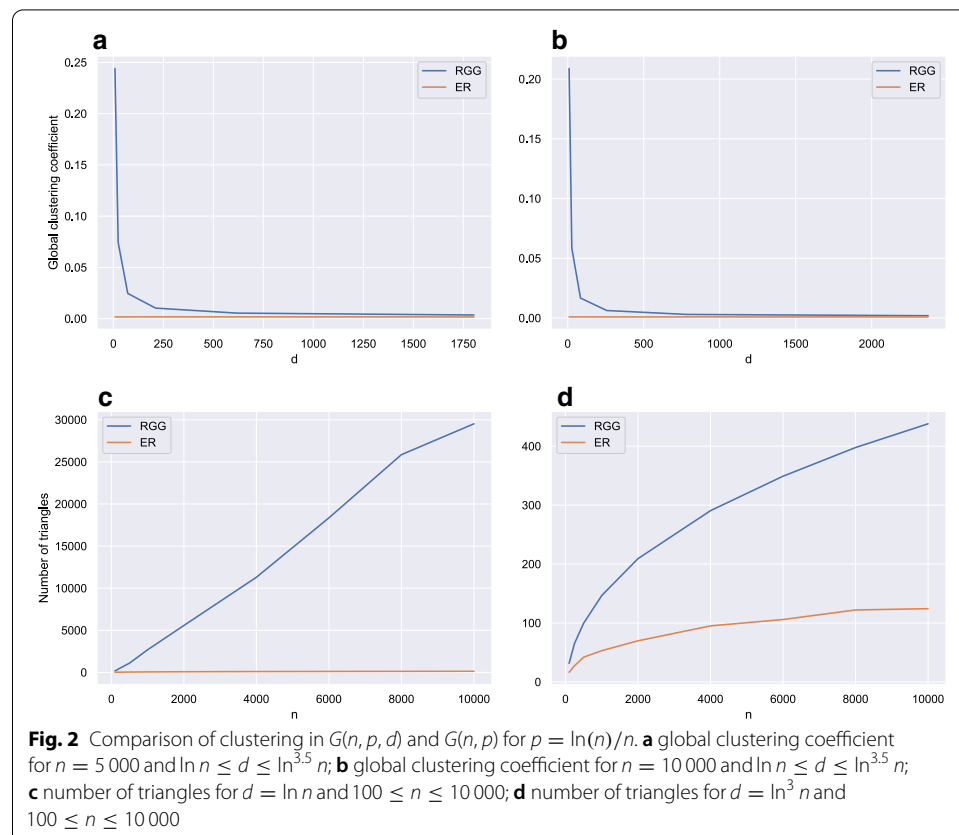 a
b
0.25
0.20
0.15
0.10
0.05
0.00
Global clustering coefficient
RGG
ER
0 250 500 750 1000 1250 1500 1750
d
0.20
0.15
0.10
0.05
0.00
RGG
ER
0 500 1000 1500 2000
d
c
d
30000
25000
20000
15000
10000
5000
0
Number of triangles
RGG
ER
0 2000 4000 6000 8000 10000
n
400
300
200
100
0
RGG
ER
0 2000 4000 6000 8000 10000
n
Fig. 2 Comparison of clustering in G(n, p, d) and G(n, p) for p = ln(n)/n. a global clustering coefficient
for n = 5 000 and ln n ≤ d ≤ ln^3.5 n; b global clustering coefficient for n = 10 000 and ln n ≤ d ≤ ln^3.5 n;
c number of triangles for d = ln n and 100 ≤ n ≤ 10 000; d number of triangles for d = ln^3 n and
100 ≤ n ≤ 10 000